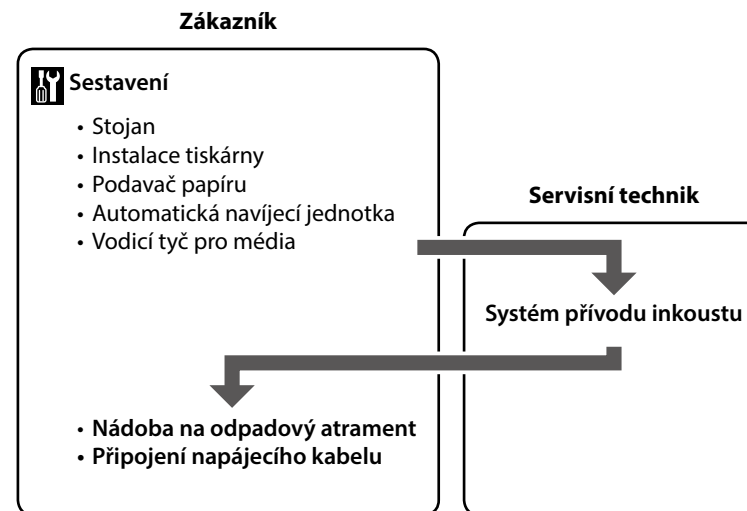 Zákazník
Sestavení
• Stojan
• Instalace tiskárny
• Podavač papíru
• Automatická navíjecí jednotka
• Vodicí tyč pro média
Servisní technik
Systém přívodu inkoustu
• Nádoba na odpadový atrament
• Připojení napájecího kabelu